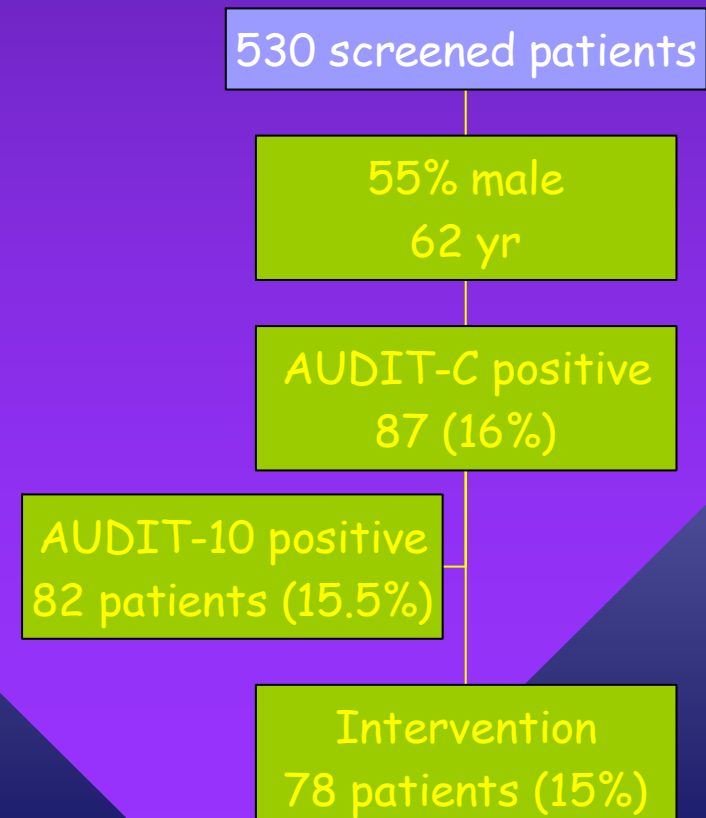 530 screened patients
55% male
62 yr
AUDIT-C positive
87 (16%)
AUDIT-10 positive
82 patients (15.5%)
Intervention
78 patients (15%)